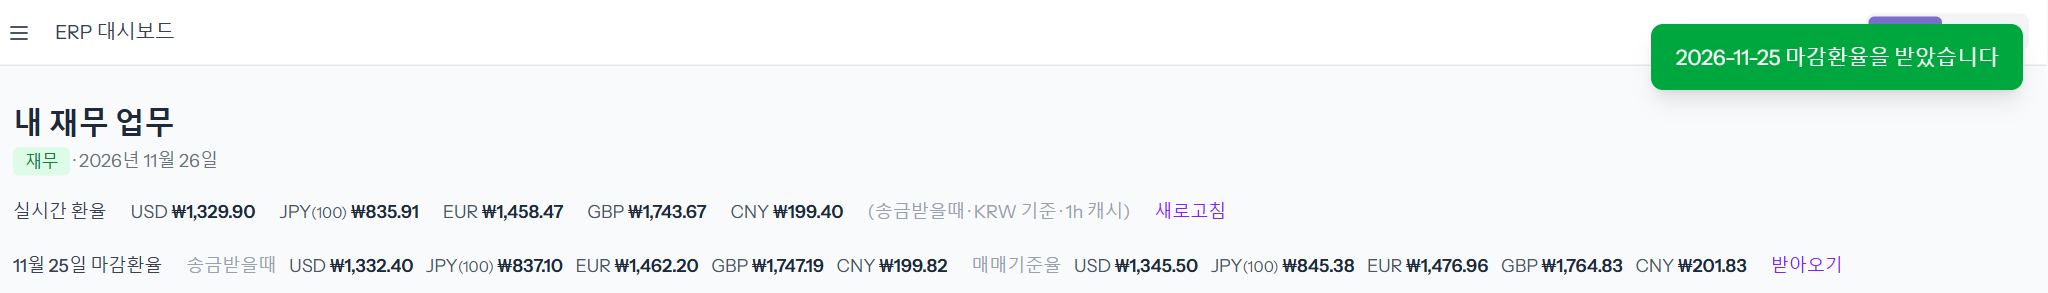 ERP 대시보드
2026-11-25 마감환율을 받았습니다
내 재무 업무
재무 · 2026년 11월 26일
실시간 환율 USD ₩1,329.90 JPY(100) ₩835.91 EUR ₩1,458.47 GBP ₩1,743.67 CNY ₩199.40 (송금받을때·KRW 기준·1h 캐시) 새로고침
11월 25일 마감환율 송금받을때 USD ₩1,332.40 JPY(100) ₩837.10 EUR ₩1,462.20 GBP ₩1,747.19 CNY ₩199.82 매매기준율 USD ₩1,345.50 JPY(100) ₩845.38 EUR ₩1,476.96 GBP ₩1,764.83 CNY ₩201.83 받아오기